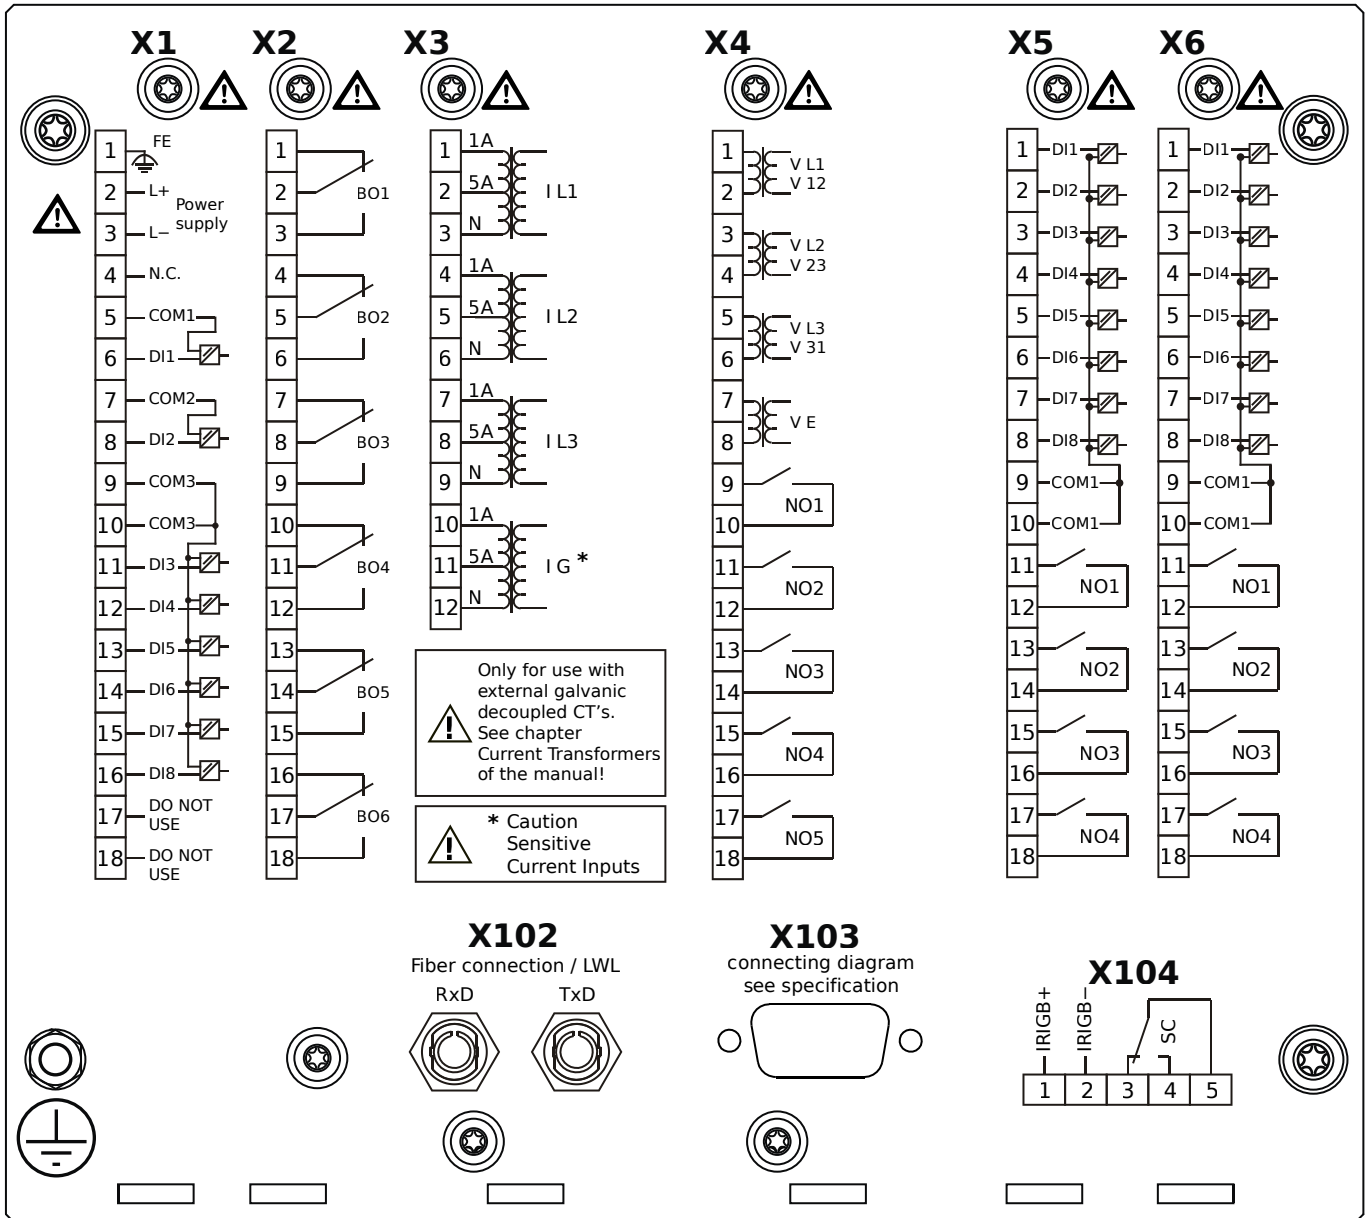 X1
X2
X3
X4
X5
X6
1 FE
2 L+
Power
supply
3 L−
4 N.C.
5 COM1
6 DI1
7 COM2
8 DI2
9 COM3
10 COM3
11 DI3
12 DI4
13 DI5
14 DI6
15 DI7
16 DI8
17 DO NOT
USE
18 DO NOT
USE
1
2 BO1
3
4
5 BO2
6
7
8 BO3
9
10
11 BO4
12
13
14 BO5
15
16
17 BO6
18
1 1A
2 5A I L1
3 N
4 1A
5 5A I L2
6 N
7 1A
8 5A I L3
9 N
10 1A
11 5A I G *
12 N
Only for use with
external galvanic
decoupled CT's.
See chapter
Current Transformers
of the manual!
* Caution
Sensitive
Current Inputs
1 V L1
2 V 12
3 V L2
4 V 23
5 V L3
6 V 31
7
V E
8
9
NO1
10
11
NO2
12
13
NO3
14
15
NO4
16
17
NO5
18
1 DI1
2 DI2
3 DI3
4 DI4
5 DI5
6 DI6
7 DI7
8 DI8
9 COM1
10 COM1
11
NO1
12
13
NO2
14
15
NO3
16
17
NO4
18
1 DI1
2 DI2
3 DI3
4 DI4
5 DI5
6 DI6
7 DI7
8 DI8
9 COM1
10 COM1
11
NO1
12
13
NO2
14
15
NO3
16
17
NO4
18
X102
Fiber connection / LWL
RxD TxD
X103
connecting diagram
see specification
X104
IRIGB+
IRIGB−
SC
1 2 3 4 5